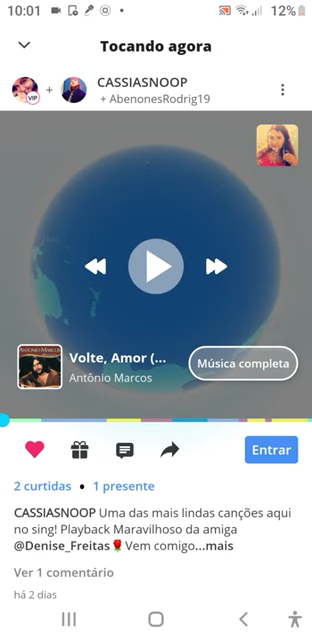 10:01
12%
Tocando agora
CASSIASNOOP
VIP
+
+ AbenonesRodrig19
ANTONIO MARCOS
Volte, Amor (...
Antônio Marcos
Música completa
Entrar
2 curtidas • 1 presente
CASSIASNOOP Uma das mais lindas canções aqui
no sing! Playback Maravilhoso da amiga
@Denise_Freitas🌹Vem comigo...mais
Ver 1 comentário
há 2 dias